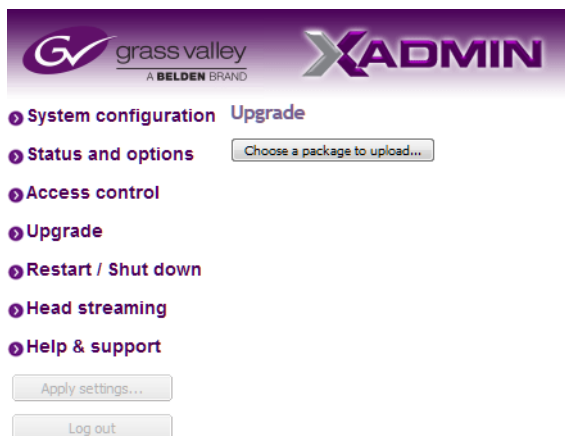 GV grass valley
A BELDEN BRAND
XADMIN
System configuration
Status and options
Access control
Upgrade
Restart / Shut down
Head streaming
Help & support
Apply settings...
Log out
Upgrade
Choose a package to upload...